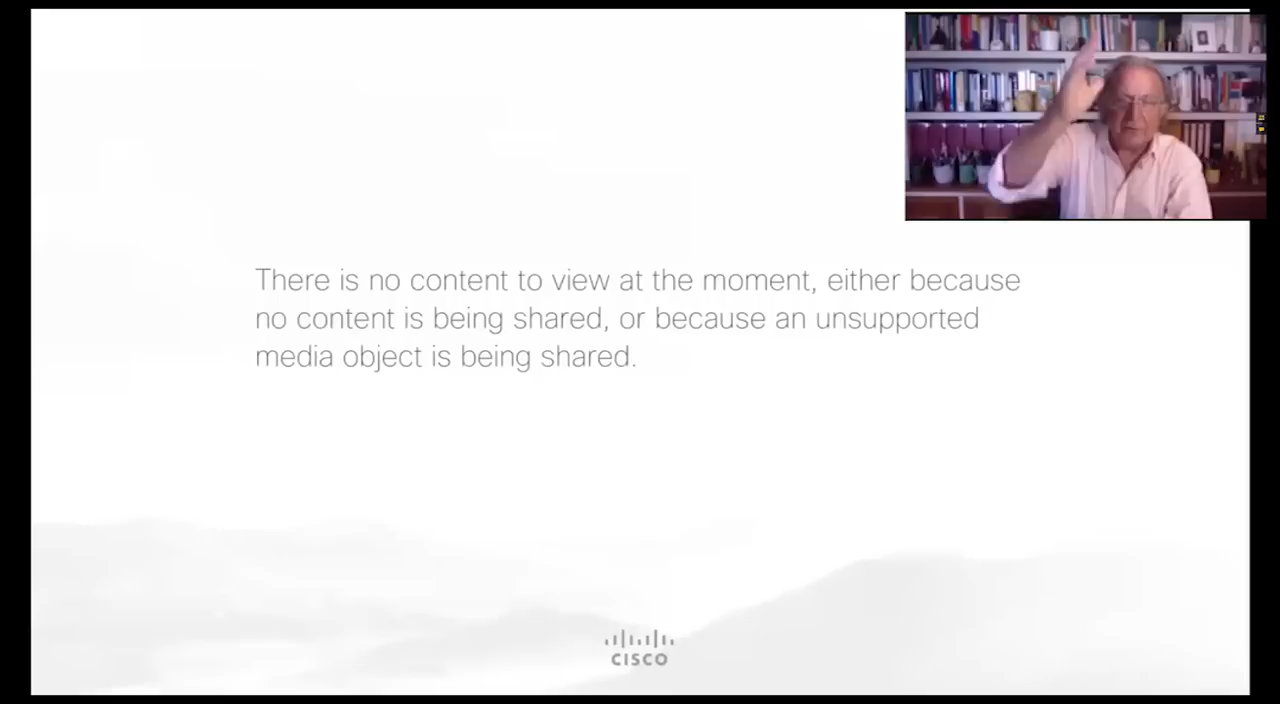 There is no content to view at the moment, either because
no content is being shared, or because an unsupported
media object is being shared.
CISCO